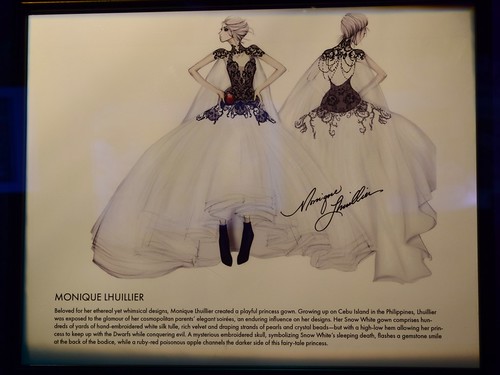 Monique
Lhuillier
MONIQUE LHUILLIER
Beloved for her ethereal yet whimsical designs, Monique Lhuillier created a playful princess gown. Growing up on Cebu Island in the Philippines, Lhuillier
was exposed to the glamour of her cosmopolitan parents' elegant soirées, an enduring influence on her designs. Her Snow White gown comprises hun-
dreds of yards of hand-embroidered white silk tulle, rich velvet and draping strands of pearls and crystal beads—but with a high-low hem allowing her prin-
cess to keep up with the Dwarfs while conquering evil. A mysterious embroidered skull, symbolizing Snow White's sleeping death, flashes a gemstone smile
at the back of the bodice, while a ruby-red poisonous apple channels the darker side of this fairy-tale princess.